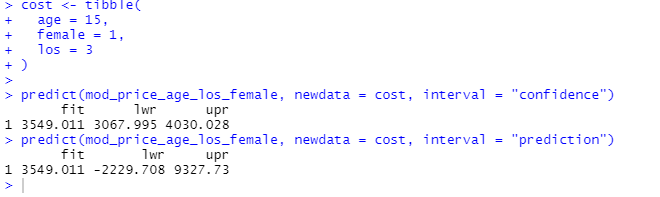 > cost <- tibble(
+   age = 15,
+   female = 1,
+   los = 3
+ )
>
> predict(mod_price_age_los_female, newdata = cost, interval = "confidence")
       fit      lwr      upr
1 3549.011 3067.995 4030.028
> predict(mod_price_age_los_female, newdata = cost, interval = "prediction")
       fit       lwr     upr
1 3549.011 -2229.708 9327.73
>